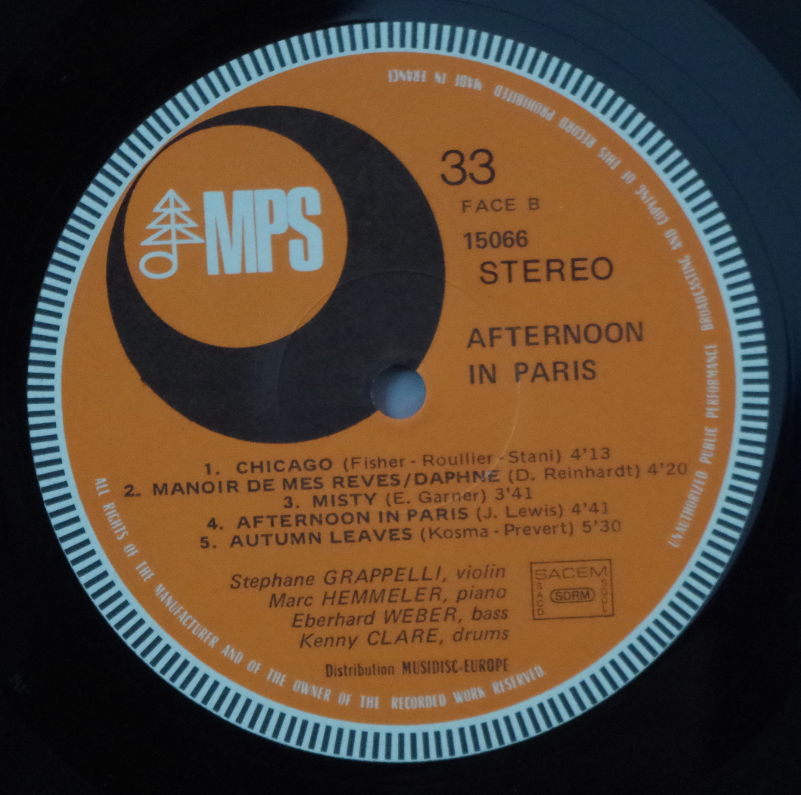 MPS
33
FACE B
15066
STEREO
AFTERNOON
IN PARIS
1. CHICAGO (Fisher - Roullier - Stani) 4'13
2. MANOIR DE MES REVES/DAPHNE (D. Reinhardt) 4'20
3. MISTY (E. Garner) 3'41
4. AFTERNOON IN PARIS (J. Lewis) 4'41
5. AUTUMN LEAVES (Kosma - Prevert) 5'30
Stephane GRAPPELLI, violin
Marc HEMMELER, piano
Eberhard WEBER, bass
Kenny CLARE, drums
SACEM
SACD
SDRM
SGDL
Distribution MUSIDISC-EUROPE
ALL RIGHTS OF THE MANUFACTURER AND OF THE OWNER OF THE RECORDED WORK RESERVED.
UNAUTHORIZED PUBLIC PERFORMANCE BROADCASTING AND COPYING OF THIS RECORD PROHIBITED MADE IN FRANCE